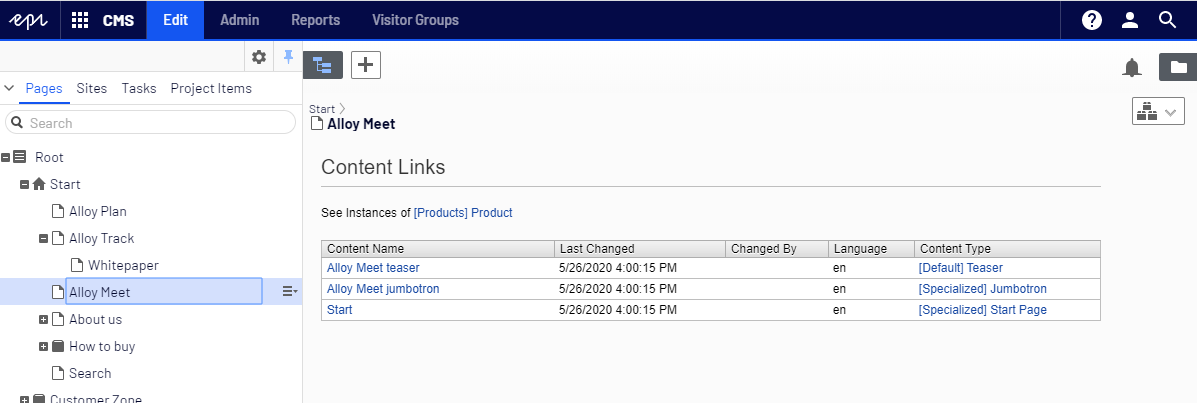 epi CMS Edit Admin Reports Visitor Groups
Pages Sites Tasks Project Items
Search
Root
Start
Alloy Plan
Alloy Track
Whitepaper
Alloy Meet
About us
How to buy
Search
Customer Zone
Start
Alloy Meet
Content Links
See Instances of [Products] Product
Content Name Last Changed Changed By Language Content Type
Alloy Meet teaser 5/26/2020 4:00:15 PM en [Default] Teaser
Alloy Meet jumbotron 5/26/2020 4:00:15 PM en [Specialized] Jumbotron
Start 5/26/2020 4:00:15 PM en [Specialized] Start Page